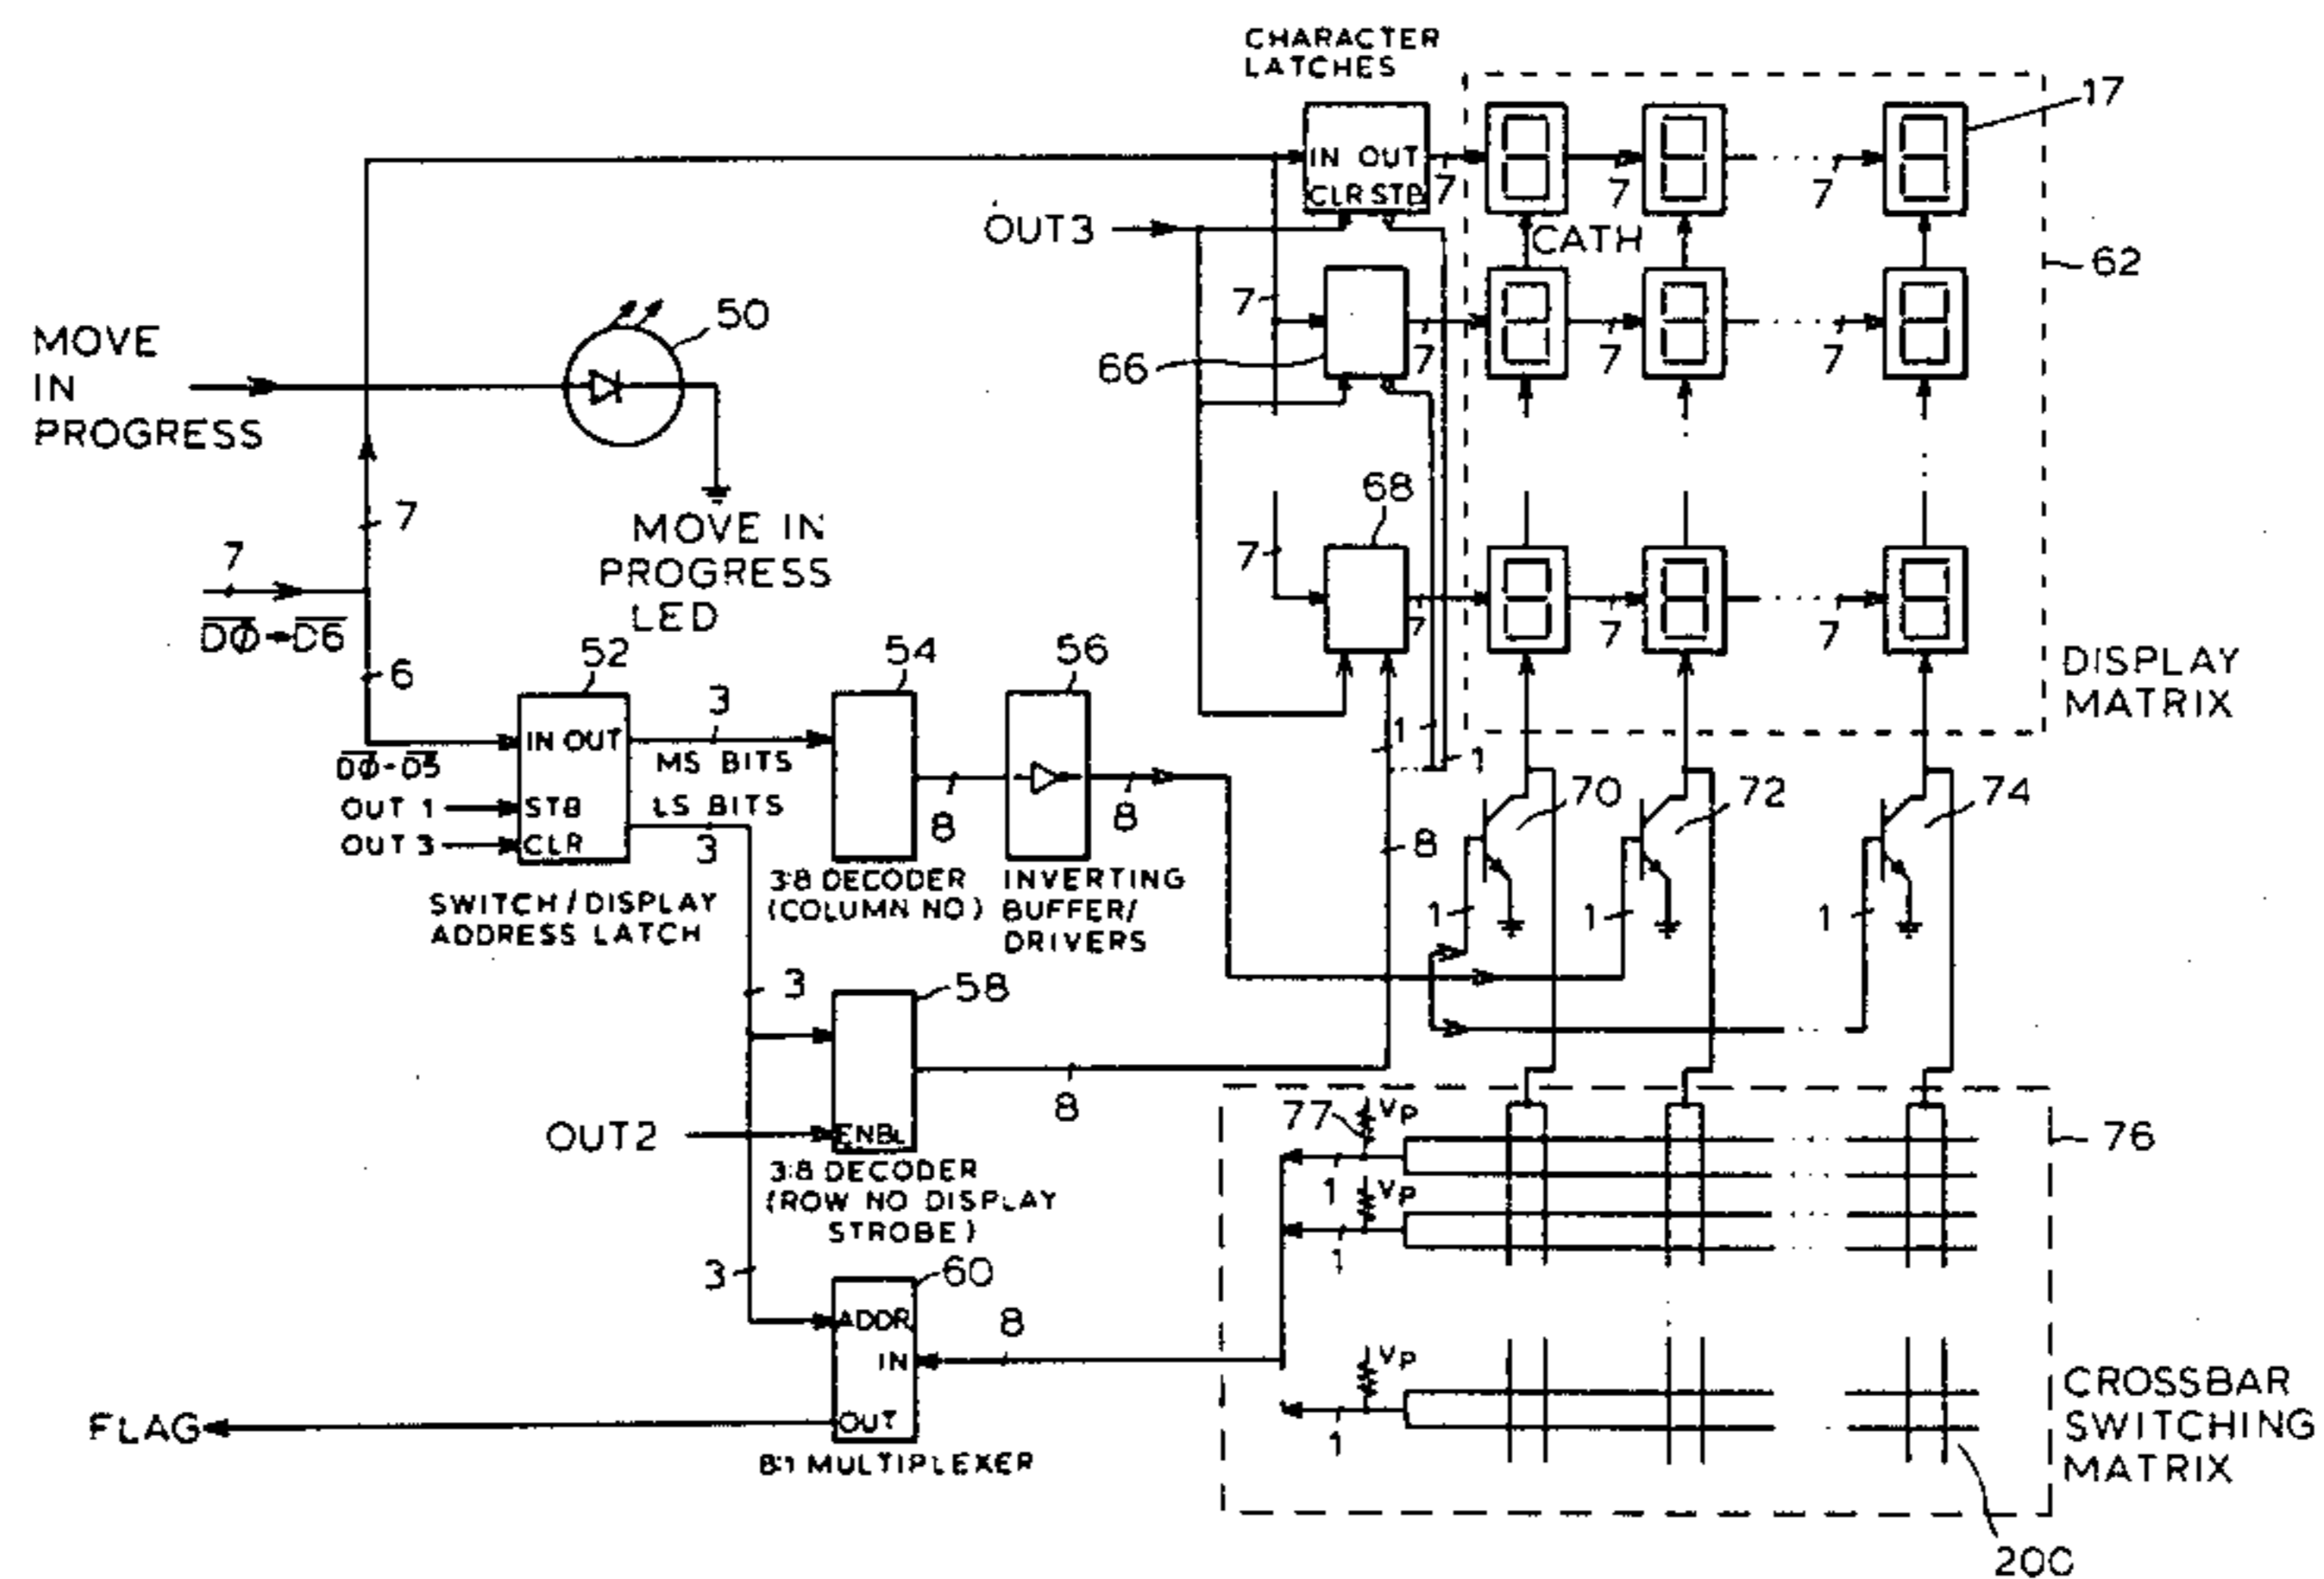 CHARACTER
LATCHES
17
IN OUT
CLR STB
7
7
7
OUT3
CATH
62
7
50
MOVE
IN
PROGRESS
66
7
7
7
68
7
MOVE IN
PROGRESS
LED
7
7
D0-D6
6
7
7
7
DISPLAY
MATRIX
52
54
56
IN OUT
3
MS BITS
D0-D5
LS BITS
OUT 1
STB
OUT 3
CLR
3
8
8
1
1
8
70
72
74
SWITCH/DISPLAY
ADDRESS LATCH
3:8 DECODER
(COLUMN NO)
INVERTING
BUFFER/
DRIVERS
1
1
1
3
58
8
OUT2
ENBL
3:8 DECODER
(ROW NO DISPLAY
STROBE)
77
VP
76
1
VP
1
3
60
ADDR
IN
8
OUT
FLAG
8:1 MULTIPLEXER
VP
1
CROSSBAR
SWITCHING
MATRIX
200